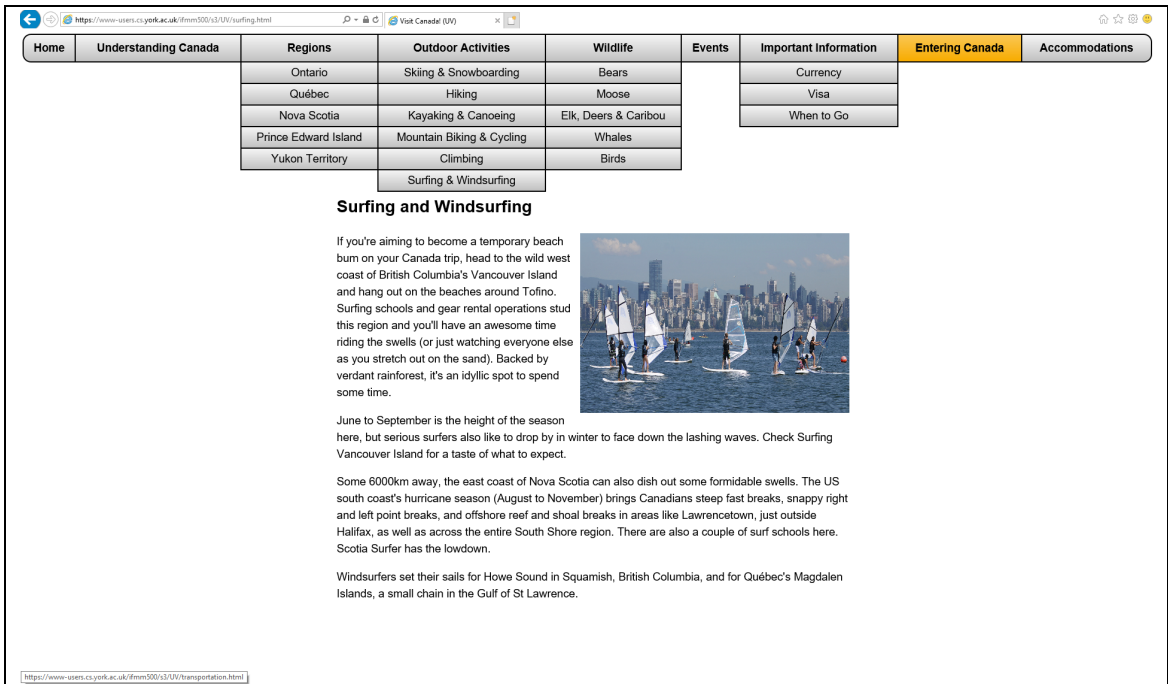 https://www-users.cs.york.ac.uk/ifmm500/s3/UV/surfing.html
Visit Canada! (UV)
Home Understanding Canada Regions Outdoor Activities Wildlife Events Important Information Entering Canada Accommodations
Ontario Skiing & Snowboarding Bears Currency
Québec Hiking Moose Visa
Nova Scotia Kayaking & Canoeing Elk, Deers & Caribou When to Go
Prince Edward Island Mountain Biking & Cycling Whales
Yukon Territory Climbing Birds
Surfing & Windsurfing
Surfing and Windsurfing
If you're aiming to become a temporary beach
bum on your Canada trip, head to the wild west
coast of British Columbia's Vancouver Island
and hang out on the beaches around Tofino.
Surfing schools and gear rental operations stud
this region and you'll have an awesome time
riding the swells (or just watching everyone else
as you stretch out on the sand). Backed by
verdant rainforest, it's an idyllic spot to spend
some time.
June to September is the height of the season
here, but serious surfers also like to drop by in winter to face down the lashing waves. Check Surfing
Vancouver Island for a taste of what to expect.
Some 6000km away, the east coast of Nova Scotia can also dish out some formidable swells. The US
south coast's hurricane season (August to November) brings Canadians steep fast breaks, snappy right
and left point breaks, and offshore reef and shoal breaks in areas like Lawrencetown, just outside
Halifax, as well as across the entire South Shore region. There are also a couple of surf schools here.
Scotia Surfer has the lowdown.
Windsurfers set their sails for Howe Sound in Squamish, British Columbia, and for Québec's Magdalen
Islands, a small chain in the Gulf of St Lawrence.
https://www-users.cs.york.ac.uk/ifmm500/s3/UV/transportation.html